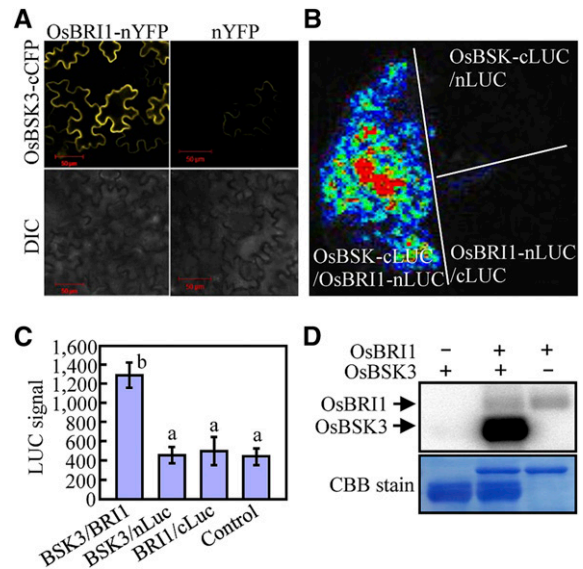 A
OsBRI1-nYFP nYFP
OsBSK3-cCFP
50 μm 50 μm
DIC
50 μm 50 μm
B
OsBSK-cLUC
/nLUC
OsBSK-cLUC
/OsBRI1-nLUC
OsBRI1-nLUC
/cLUC
C
LUC signal
1,600
1,400
1,200
1,000
800
600
400
200
0
b a a a
BSK3/BRI1 BSK3/nLuc BRI1/cLuc Control
D
OsBRI1 − + +
OsBSK3 + + −
OsBRI1
OsBSK3
CBB stain